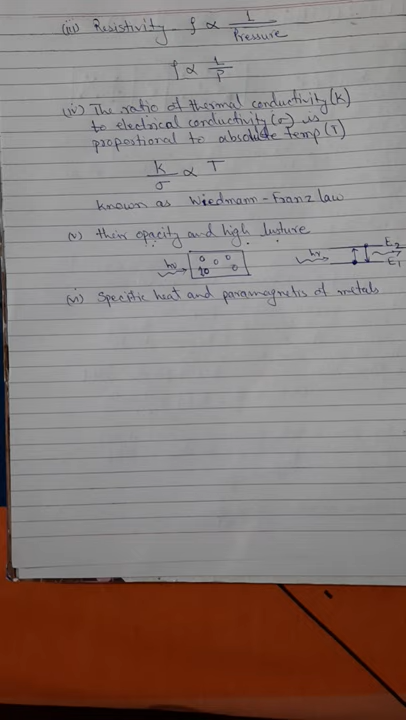 (iii) Resistivity ρ ∝ 1/Pressure
ρ ∝ 1/P
(iv) The ratio of thermal conductivity (K)
to electrical conductivity (σ) is
propostional to absolute Temp (T)
K/σ ∝ T
known as Wiedmann-Franz law
(v) their opacity and high lusture
hν hν E2
E1
(vi) Specific heat and paramagnetis of metals